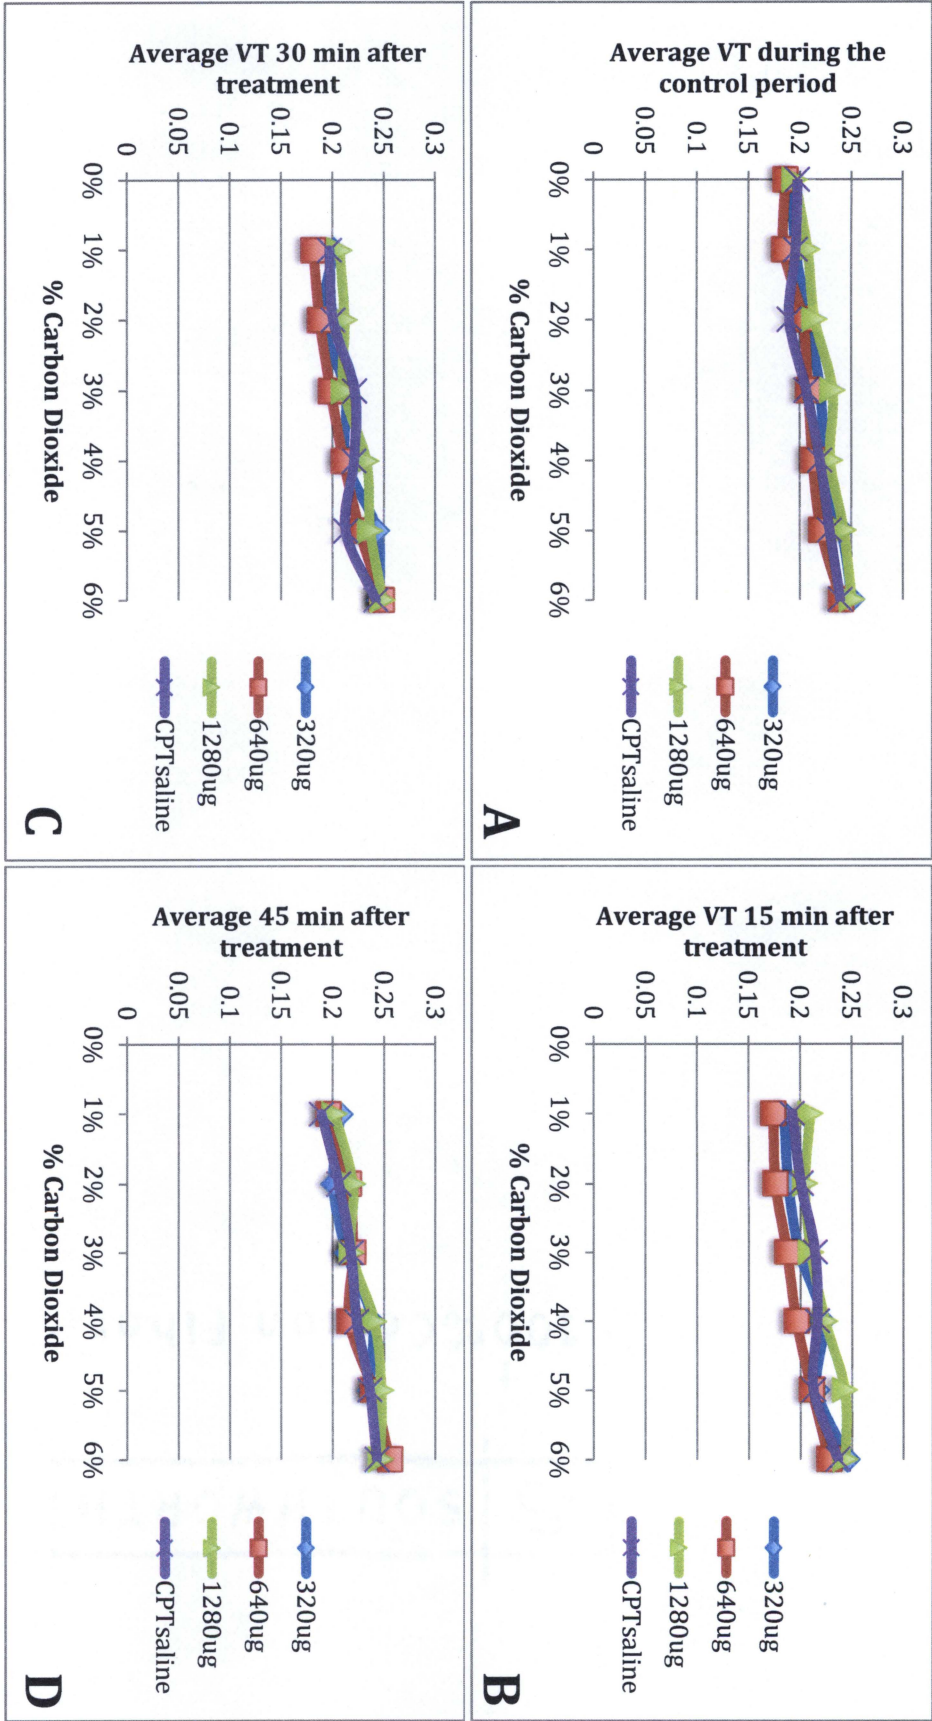 Average VT during the
control period
0.3
0.25
0.2
0.15
0.1
0.05
0
0%
1%
2%
3%
4%
5%
6%
% Carbon Dioxide
320ug
640ug
1280ug
CPTsaline
A
Average VT 15 min after
treatment
0.3
0.25
0.2
0.15
0.1
0.05
0
0%
1%
2%
3%
4%
5%
6%
% Carbon Dioxide
320ug
640ug
1280ug
CPTsaline
B
Average VT 30 min after
treatment
0.3
0.25
0.2
0.15
0.1
0.05
0
0%
1%
2%
3%
4%
5%
6%
% Carbon Dioxide
320ug
640ug
1280ug
CPTsaline
C
Average 45 min after
treatment
0.3
0.25
0.2
0.15
0.1
0.05
0
0%
1%
2%
3%
4%
5%
6%
% Carbon Dioxide
320ug
640ug
1280ug
CPTsaline
D